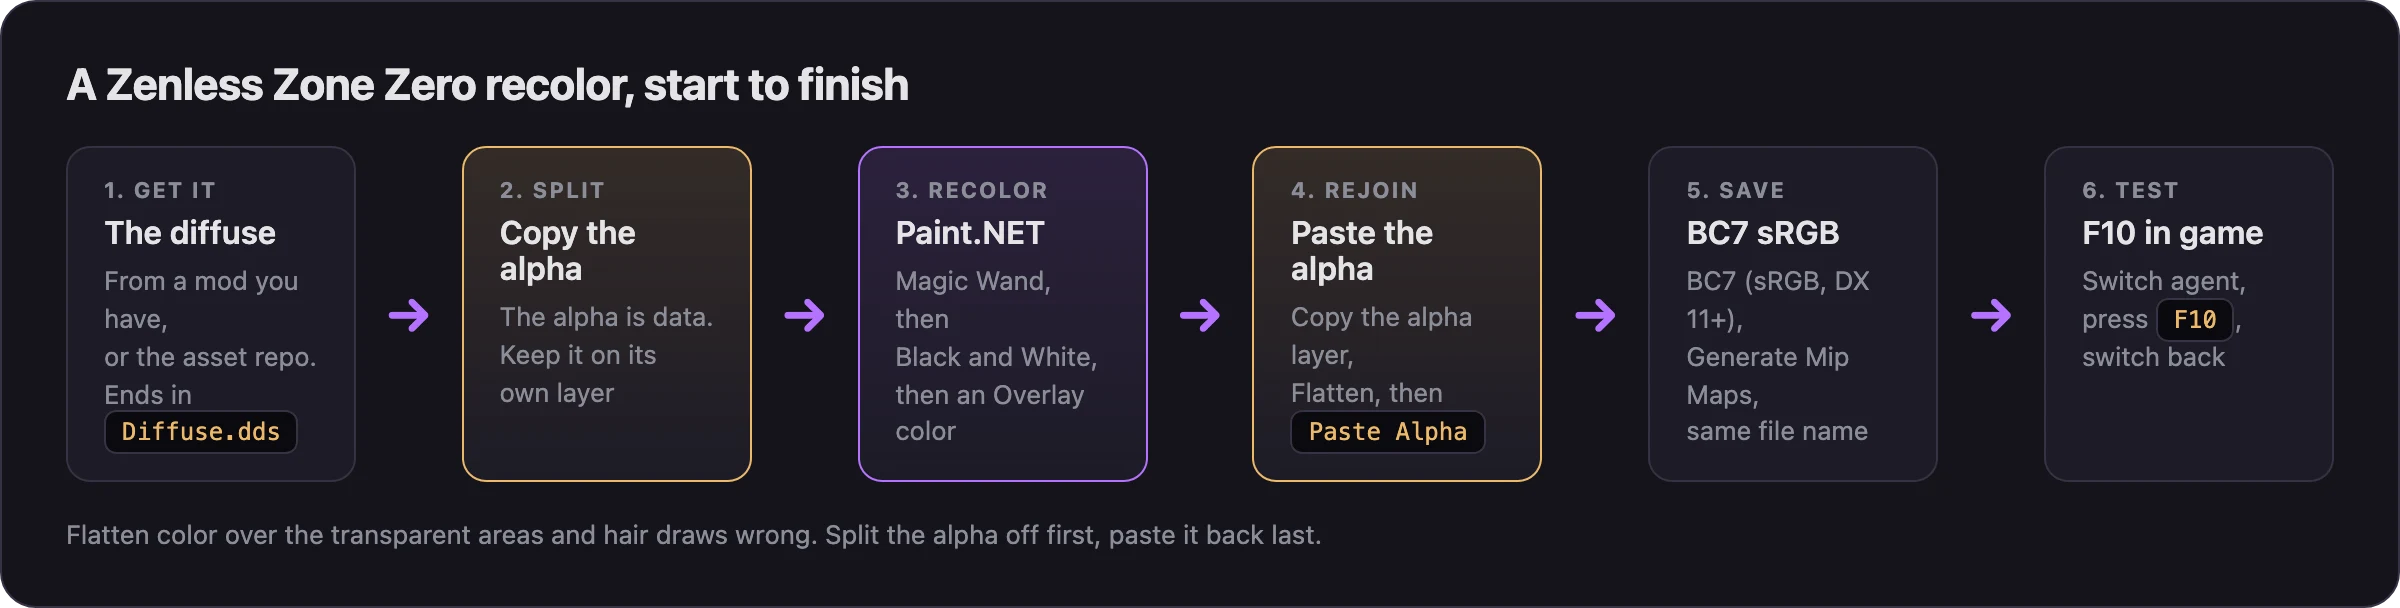 A Zenless Zone Zero recolor, start to finish
1. GET IT
The diffuse
From a mod you
have,
or the asset repo.
Ends in
Diffuse.dds
2. SPLIT
Copy the
alpha
The alpha is data.
Keep it on its
own layer
3. RECOLOR
Paint.NET
Magic Wand,
then
Black and White,
then an Overlay
color
4. REJOIN
Paste the
alpha
Copy the alpha
layer,
Flatten, then
Paste Alpha
5. SAVE
BC7 sRGB
BC7 (sRGB, DX
11+),
Generate Mip
Maps,
same file name
6. TEST
F10 in game
Switch agent,
press F10,
switch back
Flatten color over the transparent areas and hair draws wrong. Split the alpha off first, paste it back last.